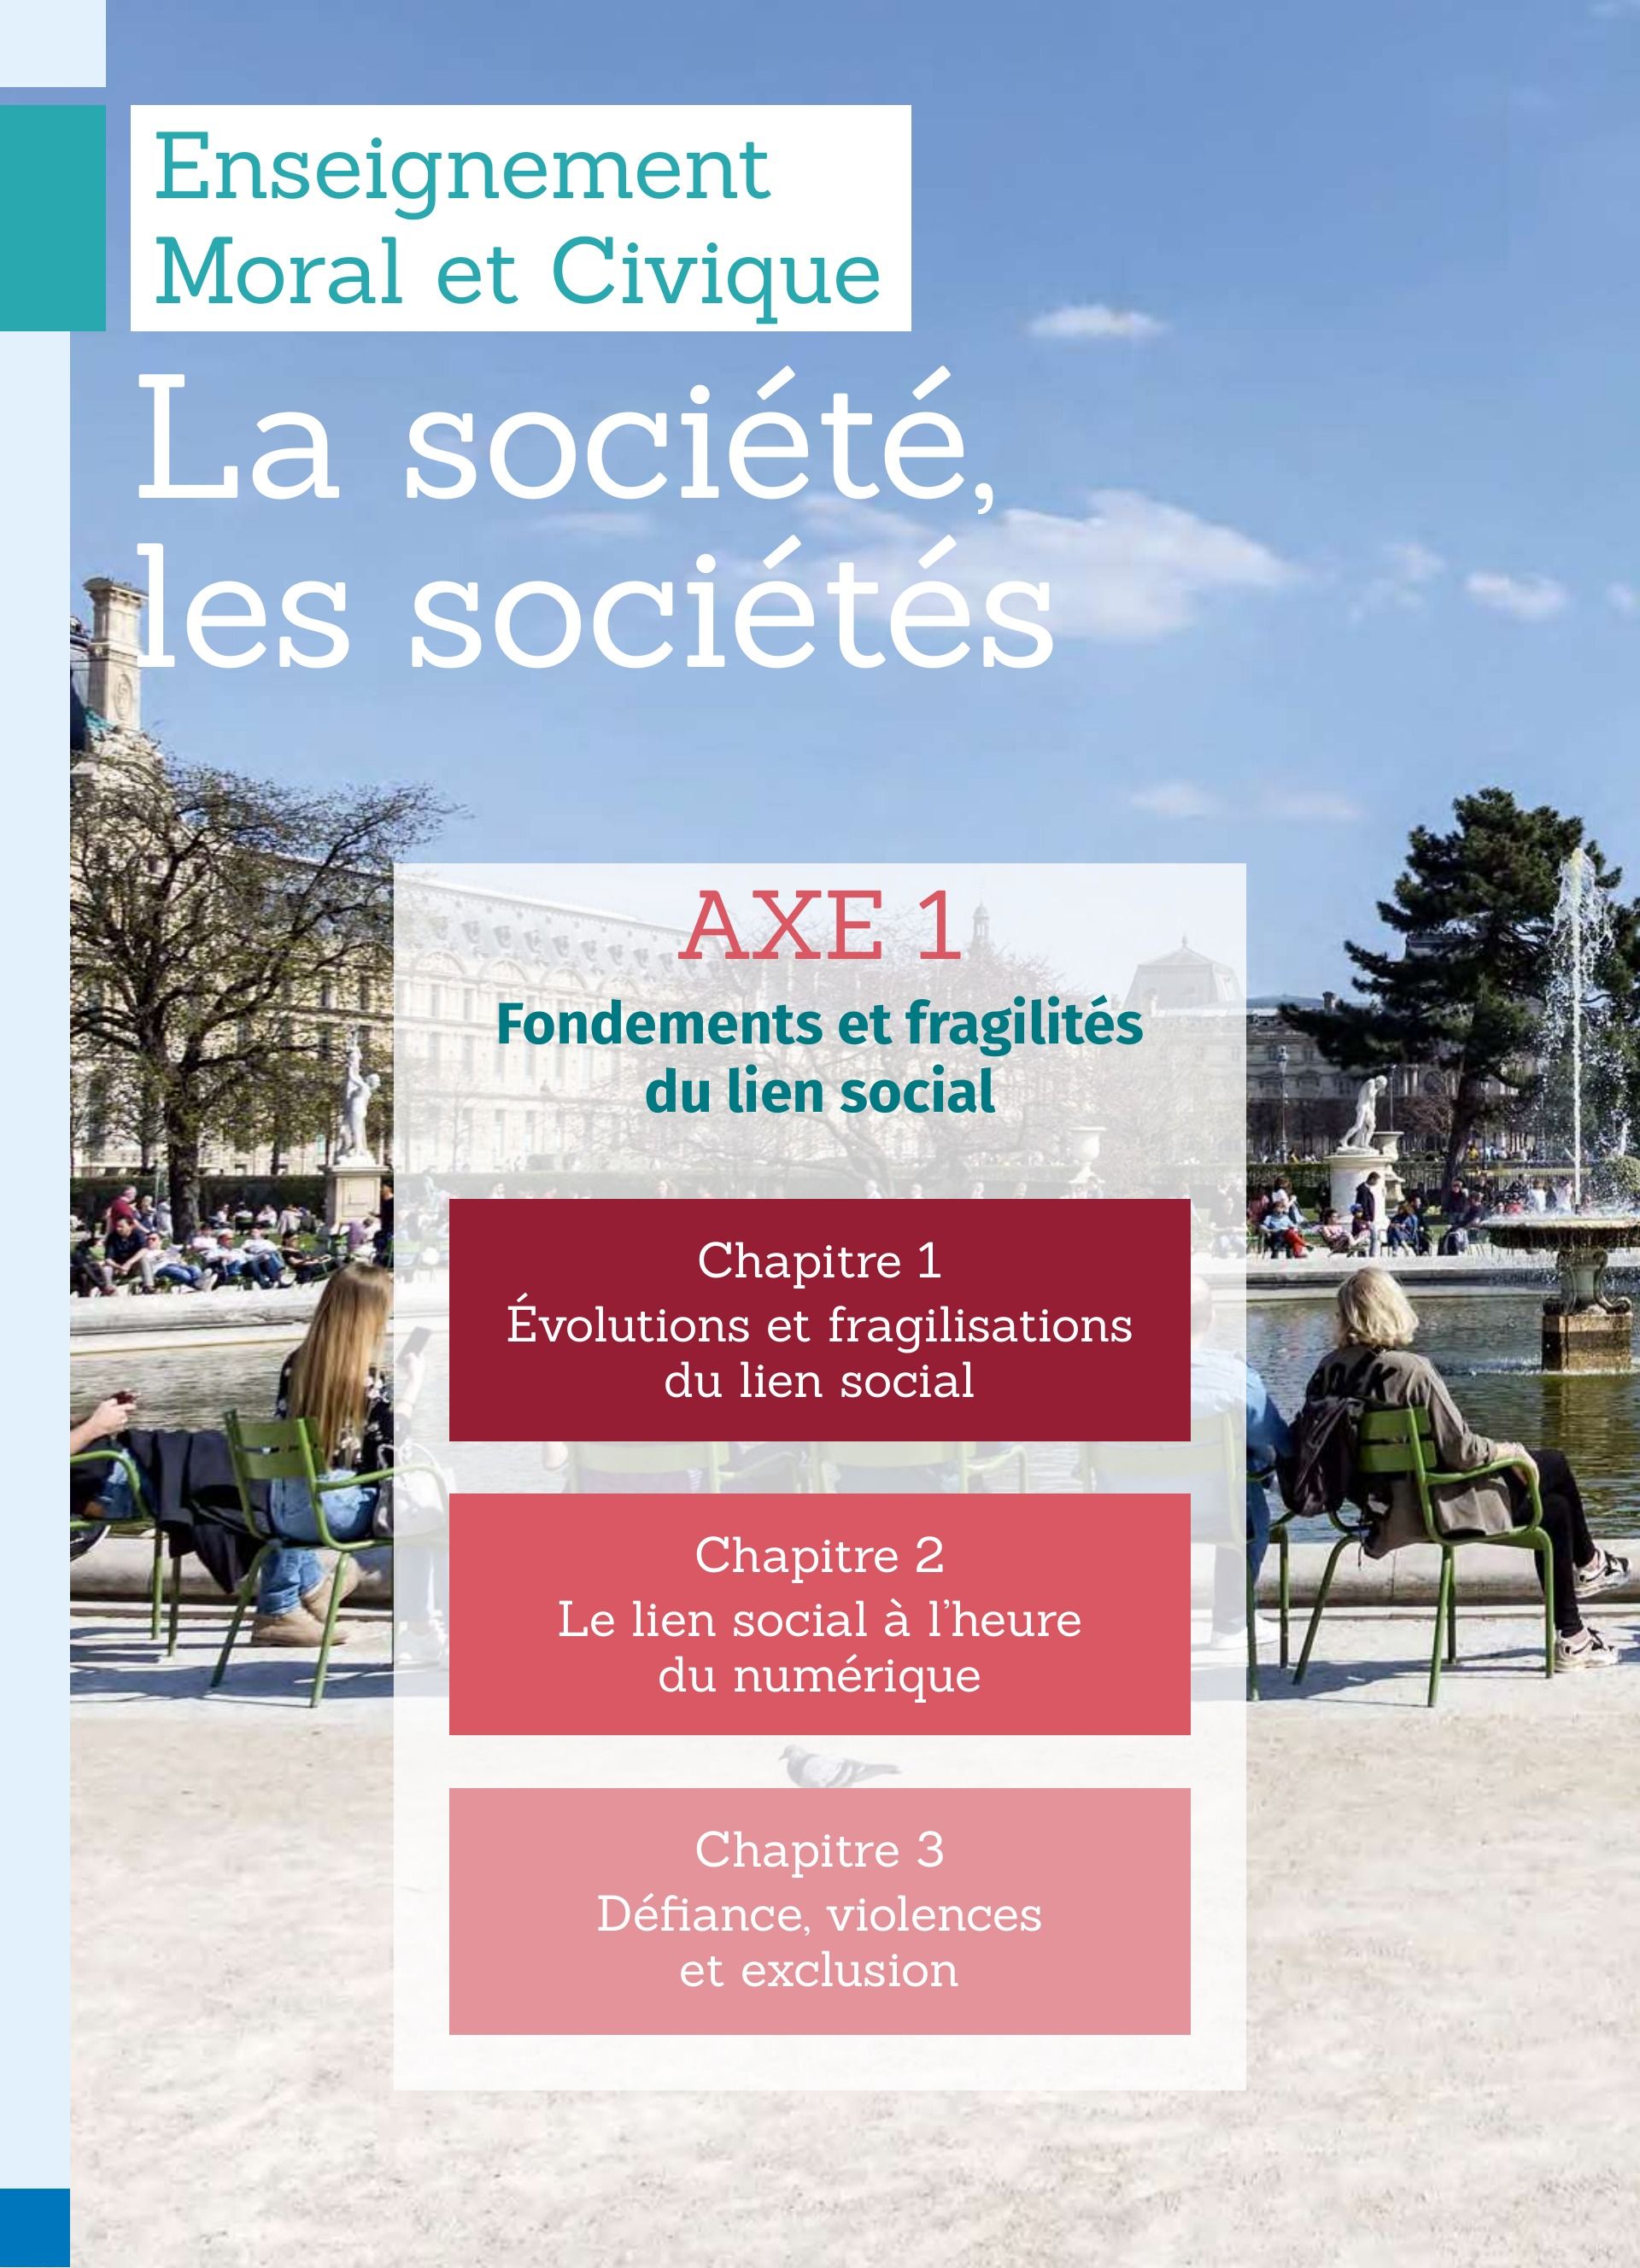 Enseignement
Moral et Civique
La société,
les sociétés
AXE 1
Fondements et fragilités
du lien social
Chapitre 1
Évolutions et fragilisations
du lien social
Chapitre 2
Le lien social à l’heure
du numérique
Chapitre 3
Défiance, violences
et exclusion